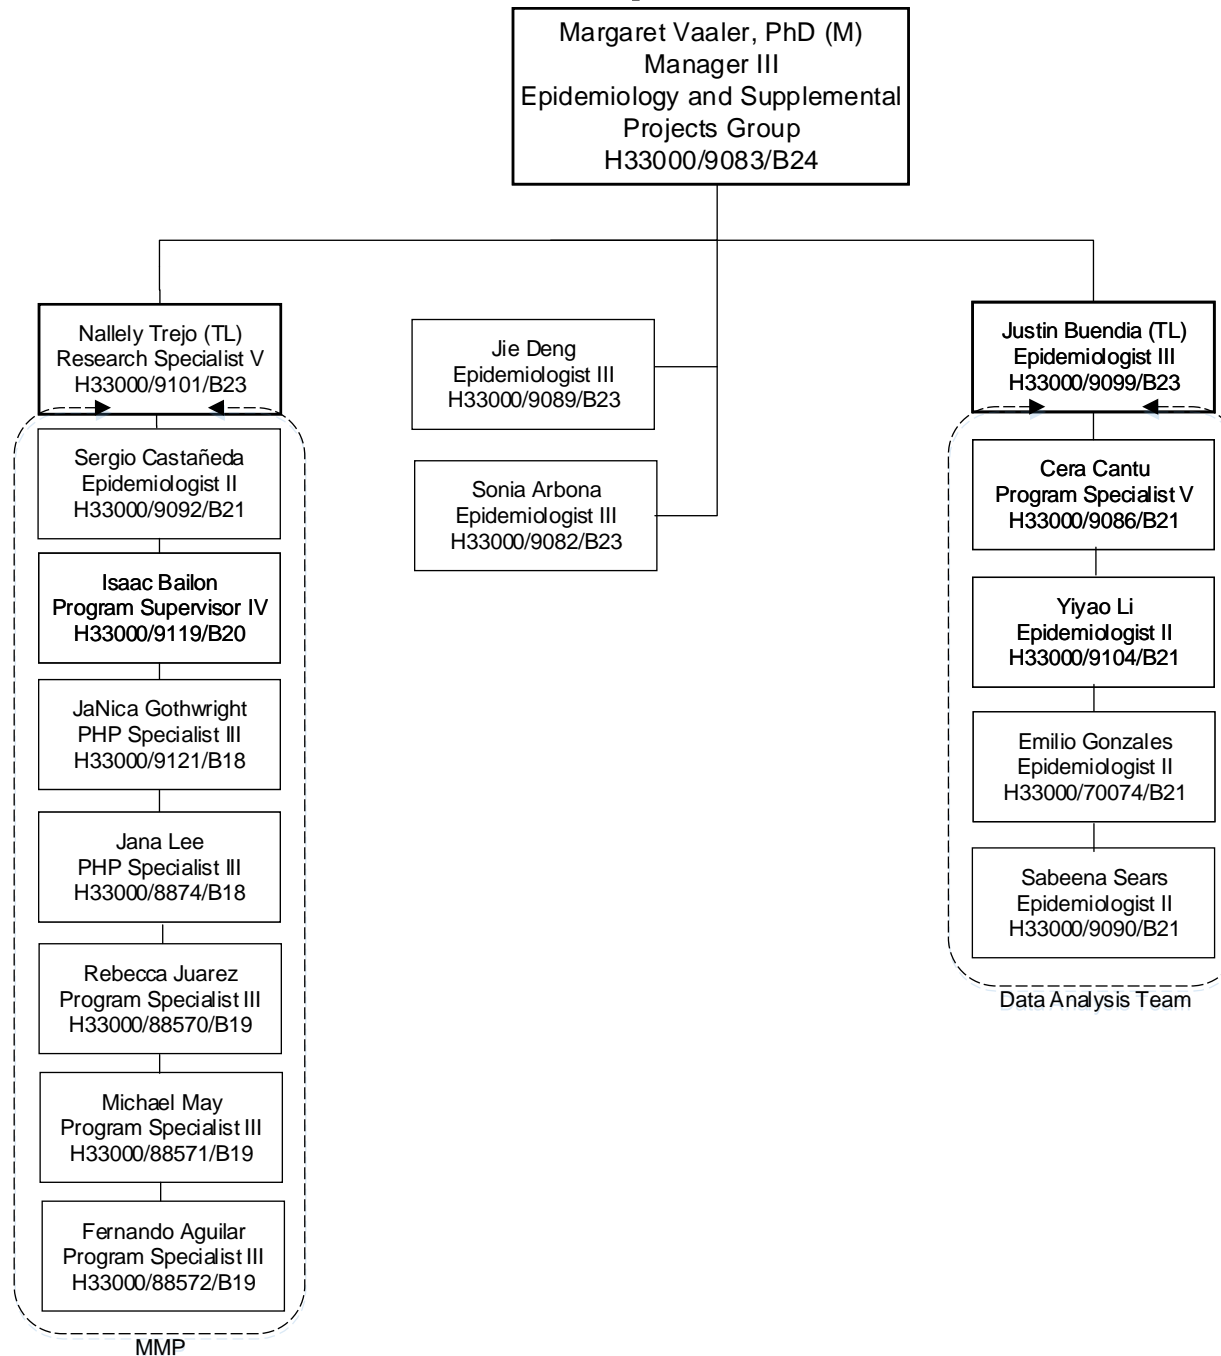 Margaret Vaaler, PhD (M)
Manager III
Epidemiology and Supplemental
Projects Group
H33000/9083/B24
Nallely Trejo (TL)
Research Specialist V
H33000/9101/B23
Sergio Castañeda
Epidemiologist II
H33000/9092/B21
Isaac Bailon
Program Supervisor IV
H33000/9119/B20
JaNica Gothwright
PHP Specialist III
H33000/9121/B18
Jana Lee
PHP Specialist III
H33000/8874/B18
Rebecca Juarez
Program Specialist III
H33000/88570/B19
Michael May
Program Specialist III
H33000/88571/B19
Fernando Aguilar
Program Specialist III
H33000/88572/B19
MMP
Jie Deng
Epidemiologist III
H33000/9089/B23
Sonia Arbona
Epidemiologist III
H33000/9082/B23
Justin Buendia (TL)
Epidemiologist III
H33000/9099/B23
Cera Cantu
Program Specialist V
H33000/9086/B21
Yiyao Li
Epidemiologist II
H33000/9104/B21
Emilio Gonzales
Epidemiologist II
H33000/70074/B21
Sabeena Sears
Epidemiologist II
H33000/9090/B21
Data Analysis Team